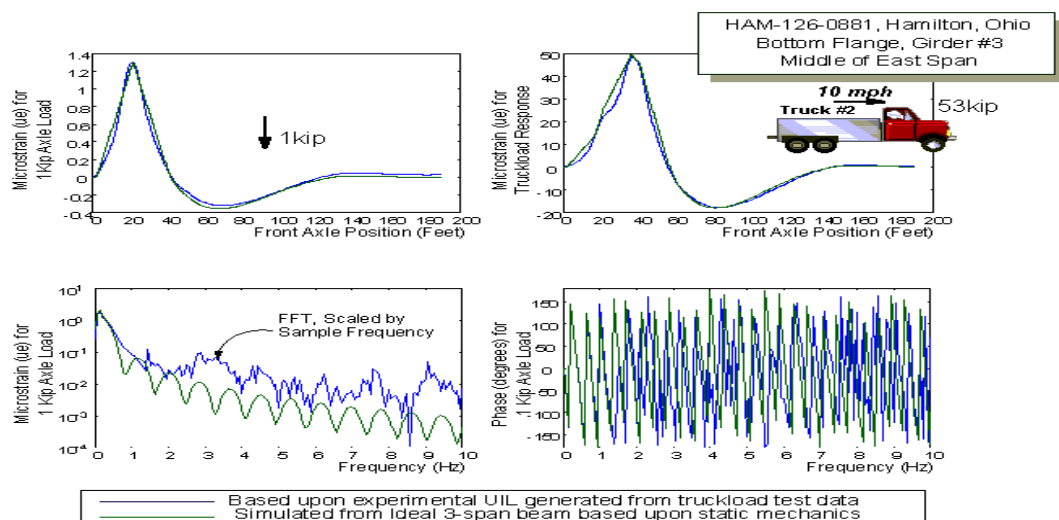 HAM-126-0881, Hamilton, Ohio
Bottom Flange, Girder #3
Middle of East Span
Microstrain (ue) for
1Kip Axle Load
1.4
1.2
1
0.8
0.6
0.4
0.2
0
-0.2
-0.4
1kip
0 20 40 60 80 100 120 140 160 180 200
Front Axle Position (Feet)
Microstrain (ue) for
Truckload Response
50
40
30
20
10
0
-10
-20
10 mph
Truck #2
53kip
0 20 40 60 80 100 120 140 160 180 200
Front Axle Position (Feet)
Microstrain (ue) for
1 Kip Axle Load
10¹
10⁰
10⁻¹
10⁻²
10⁻³
10⁻⁴
FFT, Scaled by
Sample Frequency
0 1 2 3 4 5 6 7 8 9 10
Frequency (Hz)
Phase (degrees) for
1 Kip Axle Load
150
100
50
0
-50
-100
-150
0 1 2 3 4 5 6 7 8 9 10
Frequency (Hz)
Based upon experimental UIL generated from truckload test data
Simulated from Ideal 3-span beam based upon static mechanics